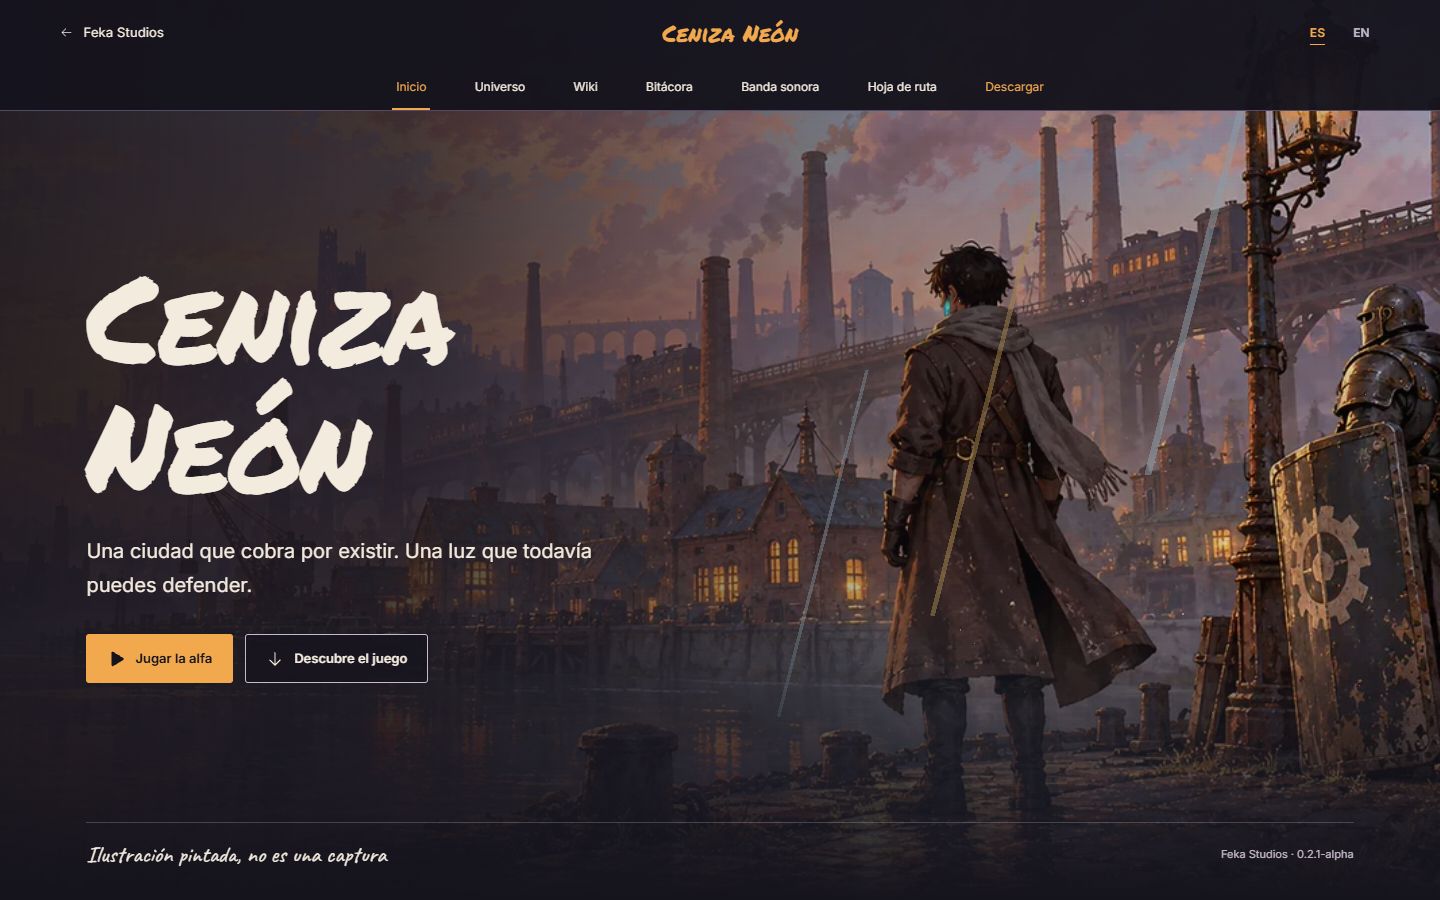 ← Feka Studios
Ceniza Neón
ES EN
Inicio Universo Wiki Bitácora Banda sonora Hoja de ruta Descargar
Ceniza
Neón
Una ciudad que cobra por existir. Una luz que todavía
puedes defender.
Jugar la alfa
↓ Descubre el juego
Ilustración pintada, no es una captura
Feka Studios · 0.2.1-alpha